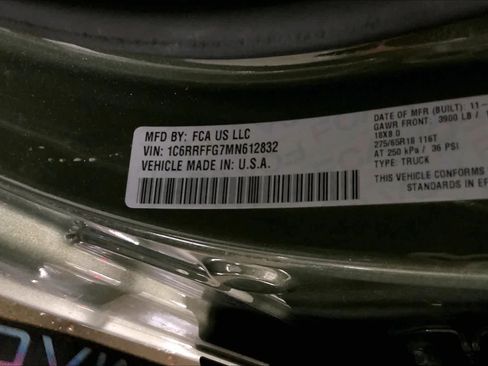 MFD BY: FCA US LLC
VIN: 1C6RRFFG7MN612832
VEHICLE MADE IN: U.S.A.
DATE OF MFR (BUILT): 11-
GAWR FRONT: 3900 LB /
18X8.0
275/65R18 116T
AT 250 kPa / 36 PSI
TYPE: TRUCK
THIS VEHICLE CONFORMS
STANDARDS IN EF